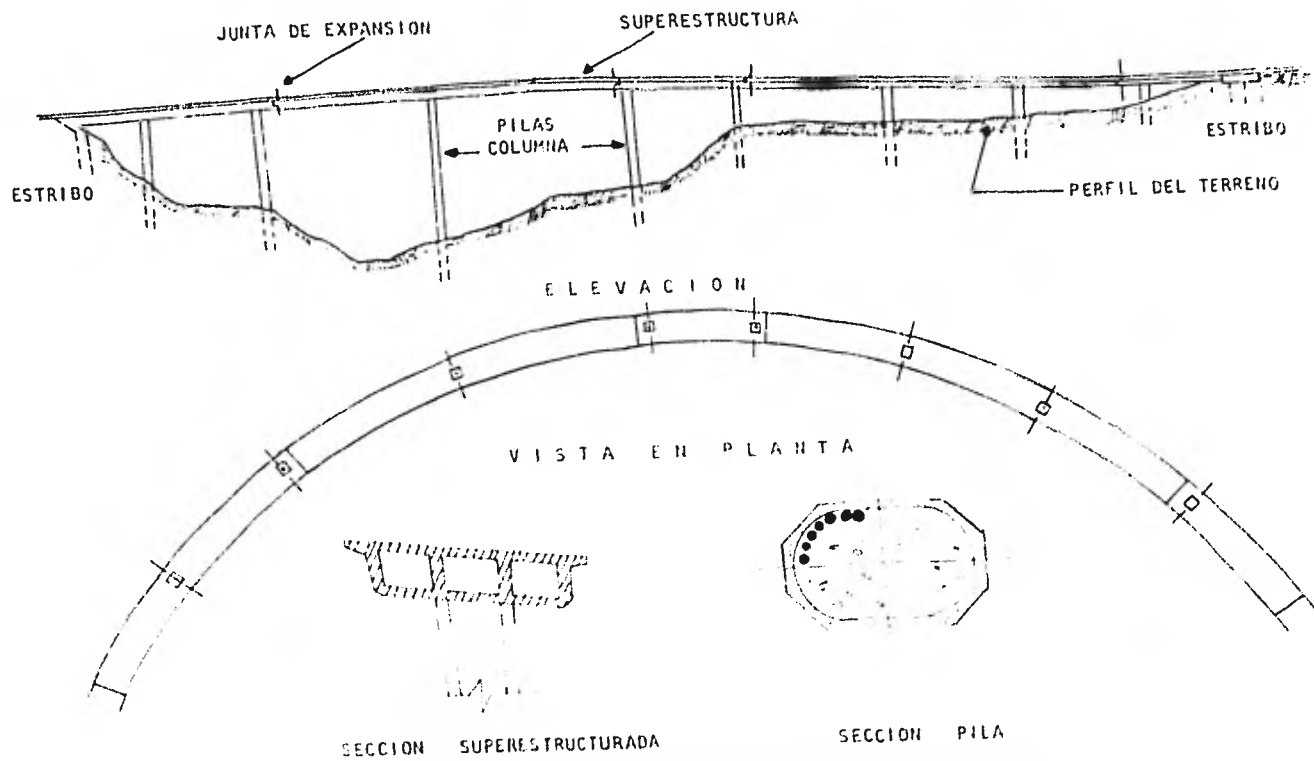 JUNTA DE EXPANSION
SUPERESTRUCTURA
PILAS
COLUMNA
ESTRIBO
ESTRIBO
PERFIL DEL TERRENO
ELEVACION
VISTA EN PLANTA
SECCION SUPERESTRUCTURADA
SECCION PILA